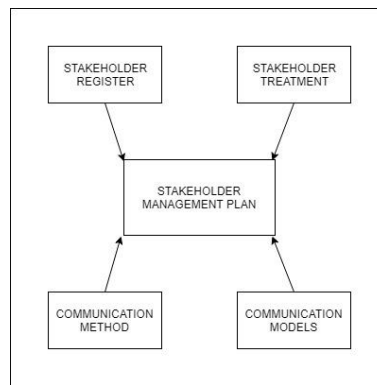 STAKEHOLDER
REGISTER
STAKEHOLDER
TREATMENT
STAKEHOLDER
MANAGEMENT PLAN
COMMUNICATION
METHOD
COMMUNICATION
MODELS